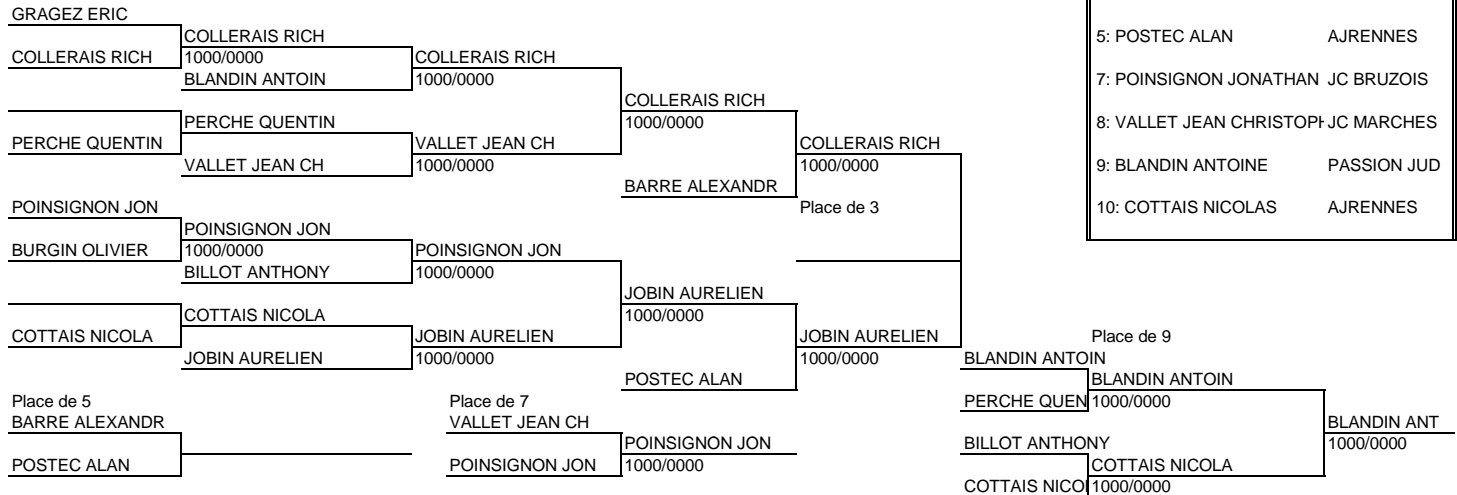 GRAGEZ ERIC
COLLERAIS RICH
COLLERAIS RICH
1000/0000
BLANDIN ANTOIN
COLLERAIS RICH
1000/0000
PERCHE QUENTIN
PERCHE QUENTIN
VALLET JEAN CH
VALLET JEAN CH
1000/0000
COLLERAIS RICH
1000/0000
BARRE ALEXANDR
COLLERAIS RICH
1000/0000
Place de 3
POINSIGNON JON
BURGIN OLIVIER
POINSIGNON JON
1000/0000
BILLOT ANTHONY
POINSIGNON JON
1000/0000
COTTAIS NICOLA
COTTAIS NICOLA
JOBIN AURELIEN
JOBIN AURELIEN
1000/0000
JOBIN AURELIEN
1000/0000
POSTEC ALAN
JOBIN AURELIEN
1000/0000
5: POSTEC ALAN AJRENNES
7: POINSIGNON JONATHAN JC BRUZOIS
8: VALLET JEAN CHRISTOPH JC MARCHES
9: BLANDIN ANTOINE PASSION JUD
10: COTTAIS NICOLAS AJRENNES
Place de 5
BARRE ALEXANDR
POSTEC ALAN
Place de 7
VALLET JEAN CH
POINSIGNON JON
POINSIGNON JON
1000/0000
Place de 9
BLANDIN ANTOIN
PERCHE QUEN
BLANDIN ANTOIN
1000/0000
BILLOT ANTHONY
COTTAIS NICOL
COTTAIS NICOLA
1000/0000
BLANDIN ANT
1000/0000